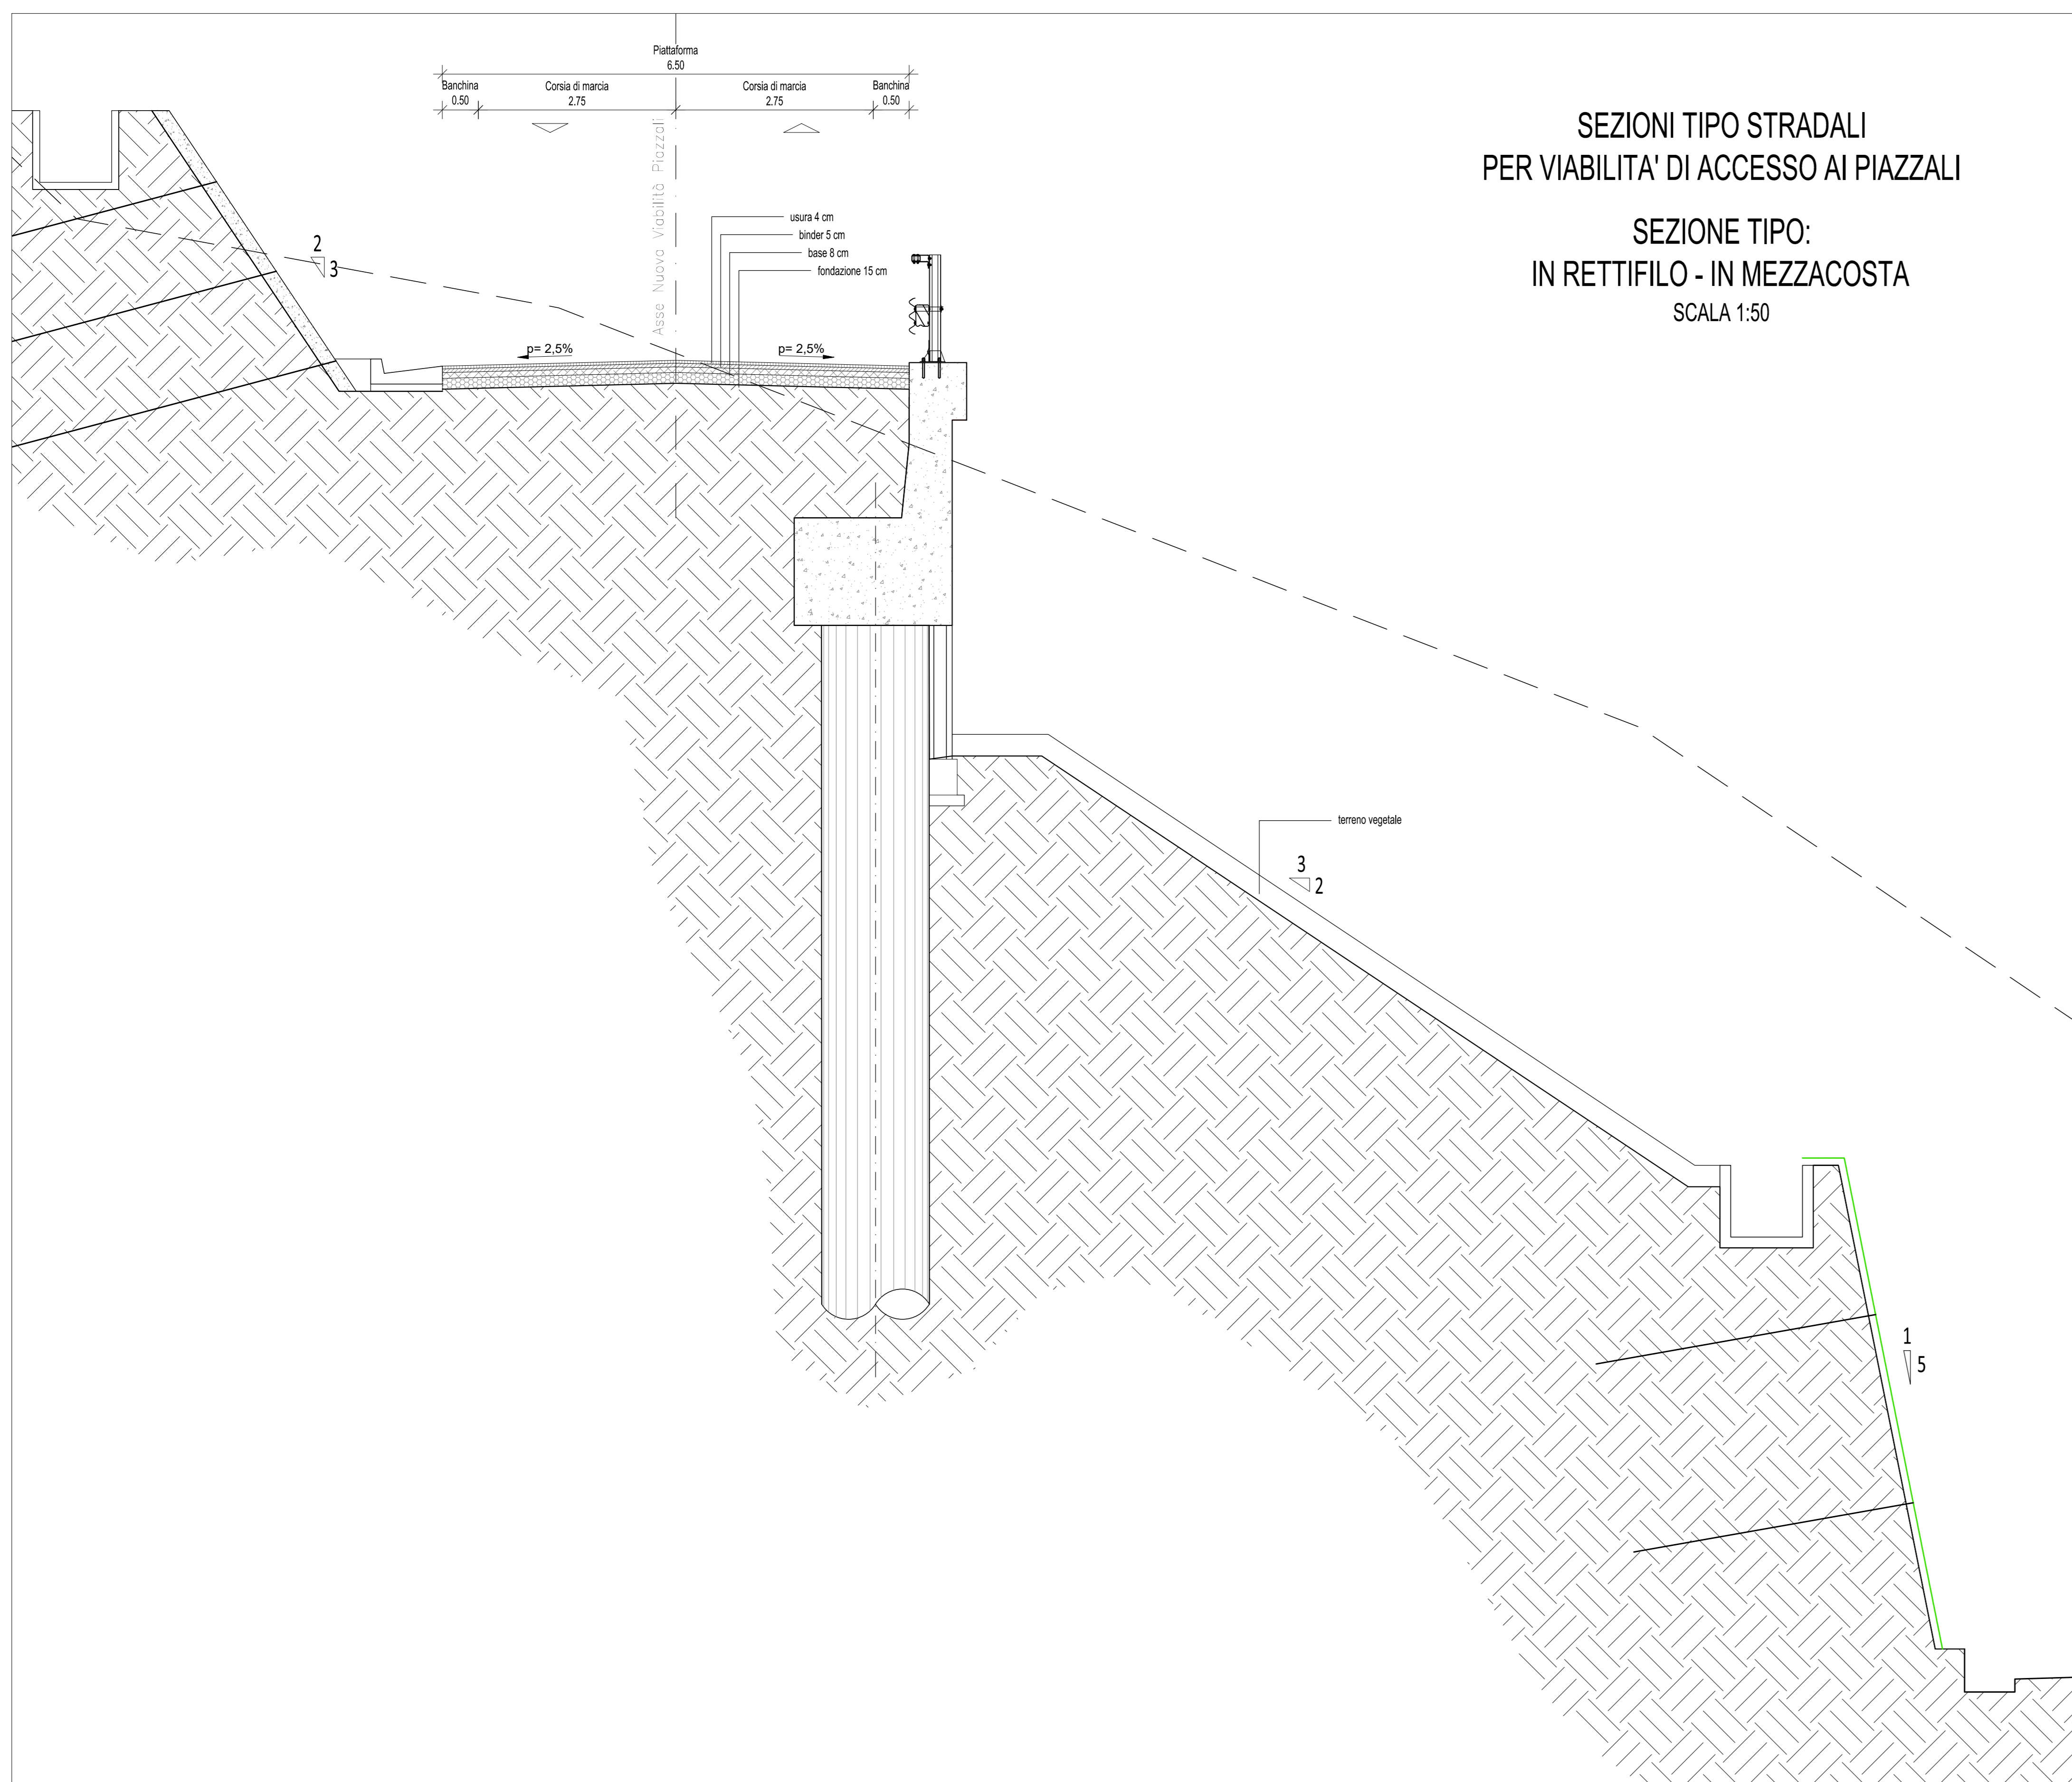 Piattaforma
6.50
Banchina
0.50
Corsia di marcia
2.75
Corsia di marcia
2.75
Banchina
0.50
SEZIONI TIPO STRADALI
PER VIABILITA' DI ACCESSO AI PIAZZALI
SEZIONE TIPO:
IN RETTIFILO - IN MEZZACOSTA
SCALA 1:50
Asse Nuova Viabilità Piazzali
usura 4 cm
binder 5 cm
base 8 cm
fondazione 15 cm
2
3
p= 2,5%
p= 2,5%
terreno vegetale
3
2
1
5